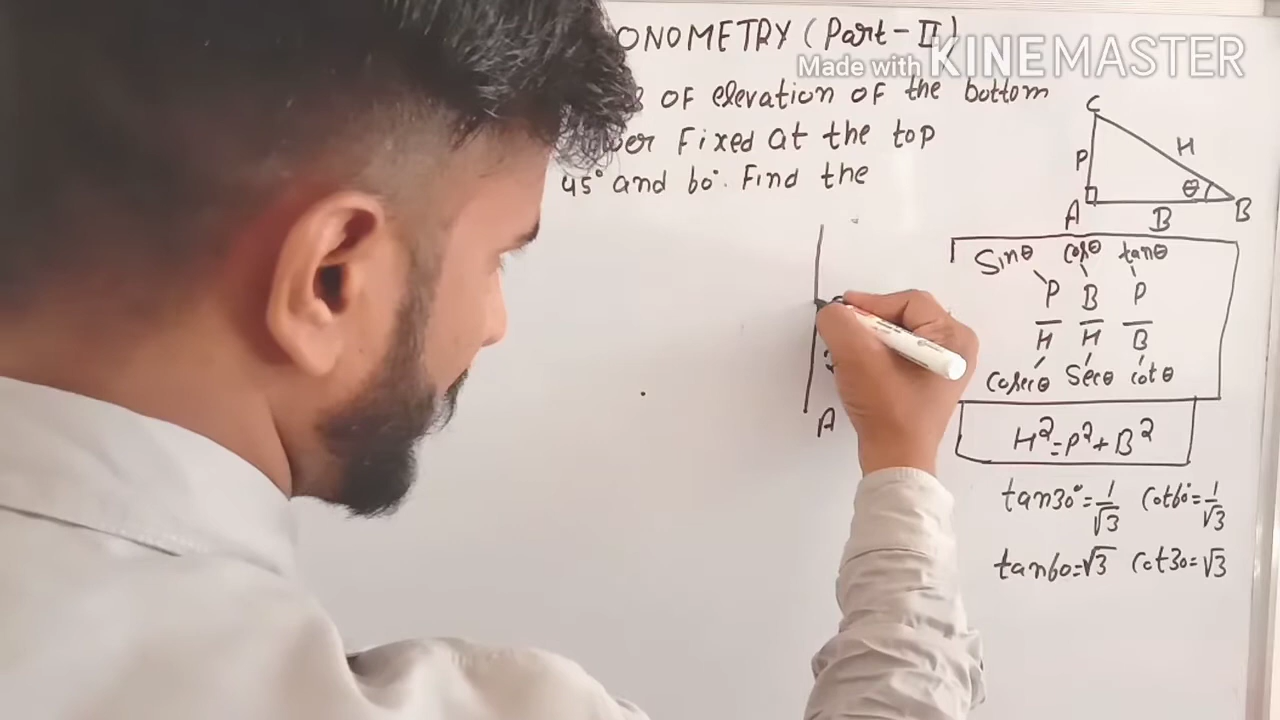 ONOMETRY (Part-II)
Made with KINEMASTER
OF elevation OF the bottom
Fixed at the top
45° and 60°. Find the
C
P
H
θ
A
B
B
Sinθ cosθ tanθ
P B P
H H B
Cosecθ Secθ cotθ
H²=P²+B²
A
tan30°=1/√3 Cot60°=1/√3
tan60=√3 Cot30=√3